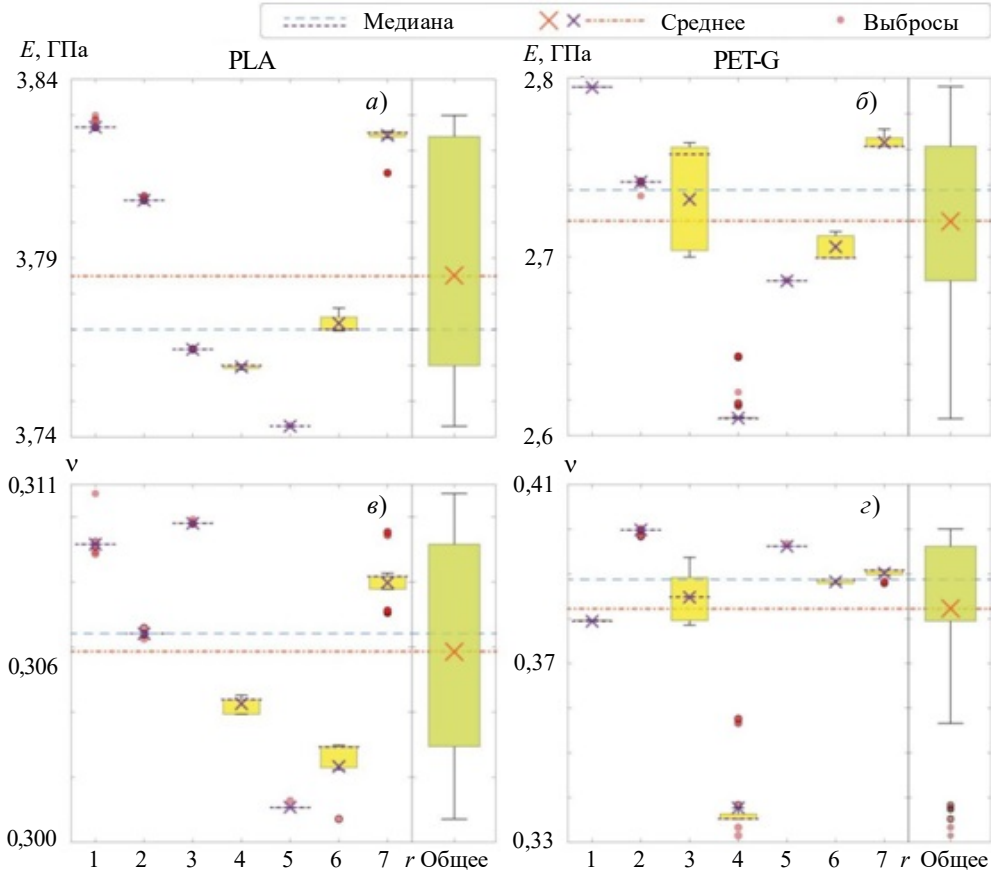 Медиана Среднее Выбросы
E, ГПа PLA E, ГПа PET-G
3,84 а) 2,8 б)
3,79 2,7
3,74 2,6
ν ν
0,311 в) 0,41 г)
0,306 0,37
0,300 0,33
1 2 3 4 5 6 7 r Общее 1 2 3 4 5 6 7 r Общее